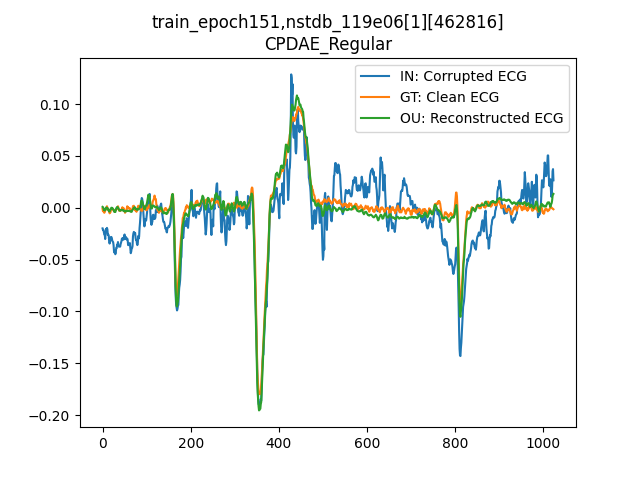 train_epoch151,nstdb_119e06[1][462816]
CPDAE_Regular
IN: Corrupted ECG
GT: Clean ECG
OU: Reconstructed ECG
0.10
0.05
0.00
−0.05
−0.10
−0.15
−0.20
0 200 400 600 800 1000